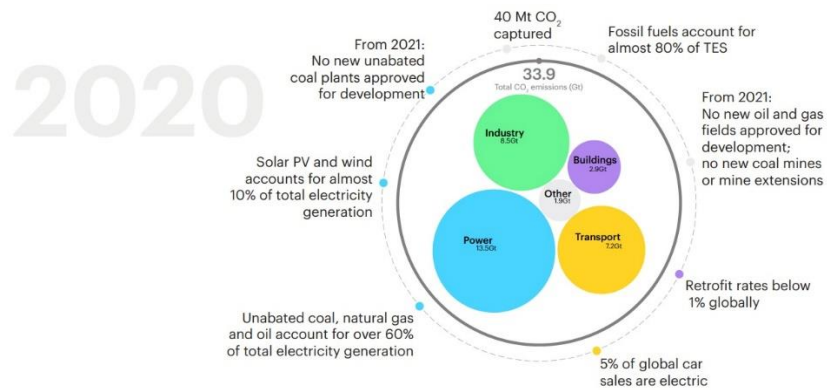 2020
40 Mt CO₂
captured
Fossil fuels account for
almost 80% of TES
From 2021:
No new unabated
coal plants approved
for development
33.9
Total CO₂ emissions (Gt)
From 2021:
No new oil and gas
fields approved for
development;
no new coal mines
or mine extensions
Industry
8.5Gt
Buildings
2.9Gt
Solar PV and wind
accounts for almost
10% of total electricity
generation
Other
1.9Gt
Power
13.5Gt
Transport
7.2Gt
Retrofit rates below
1% globally
Unabated coal, natural gas
and oil account for over 60%
of total electricity generation
5% of global car
sales are electric